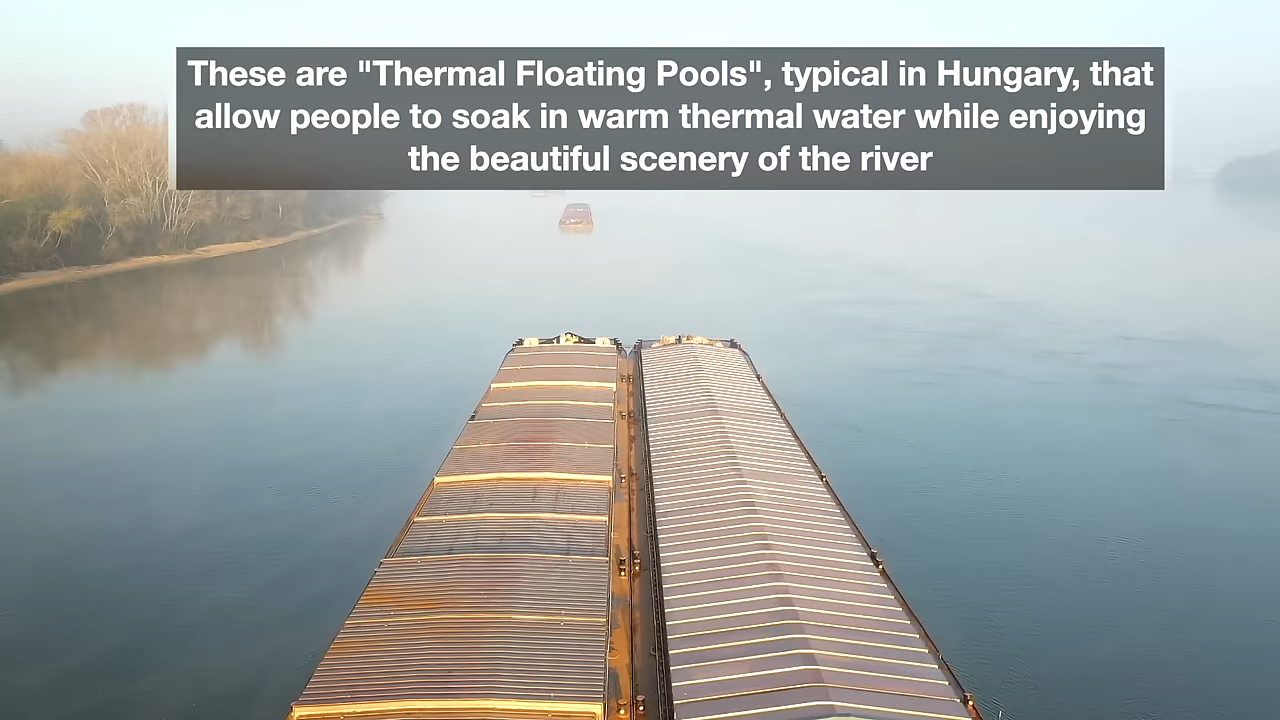 These are "Thermal Floating Pools", typical in Hungary, that
allow people to soak in warm thermal water while enjoying
the beautiful scenery of the river